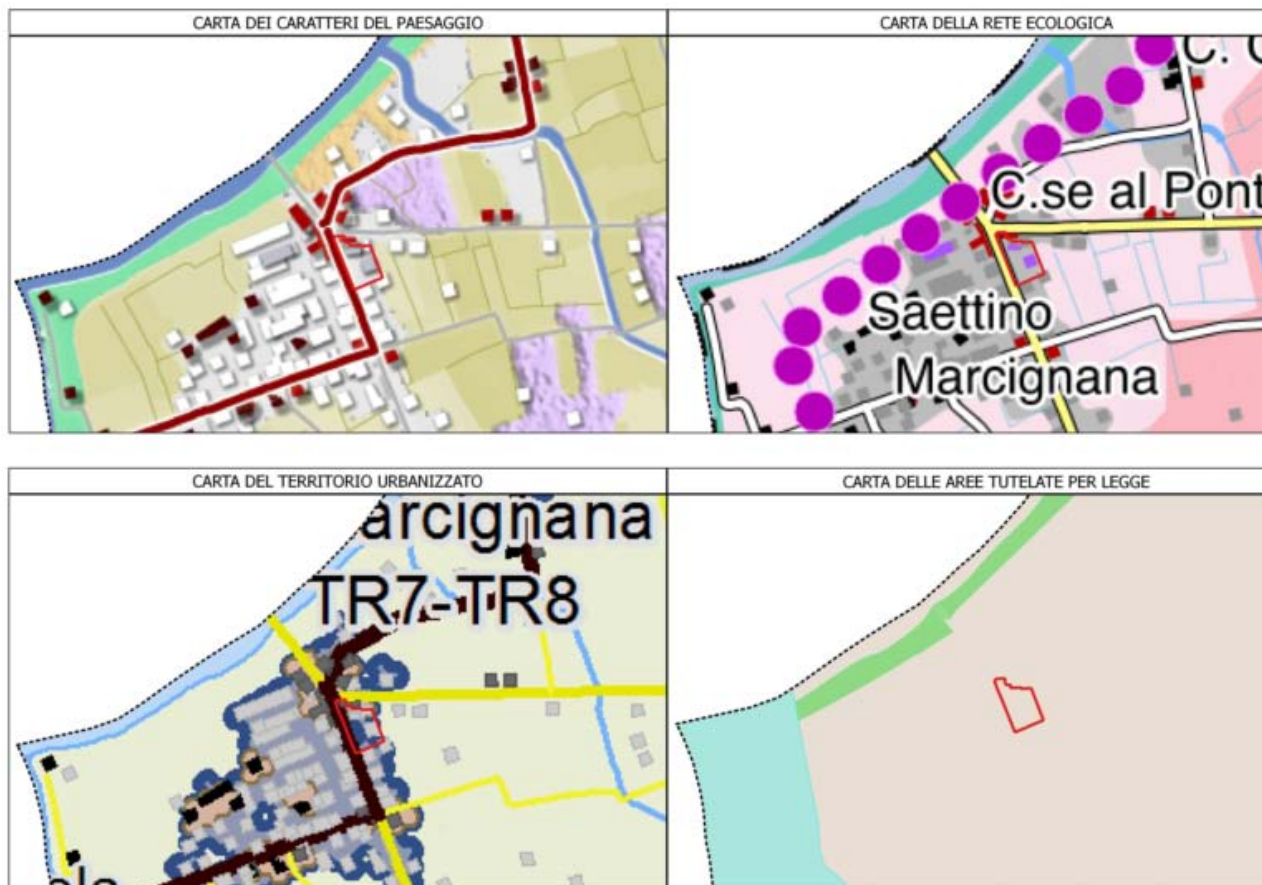 CARTA DEI CARATTERI DEL PAESAGGIO
CARTA DELLA RETE ECOLOGICA
C. C
C.se al Pont
Saettino
Marcignana
CARTA DEL TERRITORIO URBANIZZATO
CARTA DELLE AREE TUTELATE PER LEGGE
arcignana
TR7-TR8